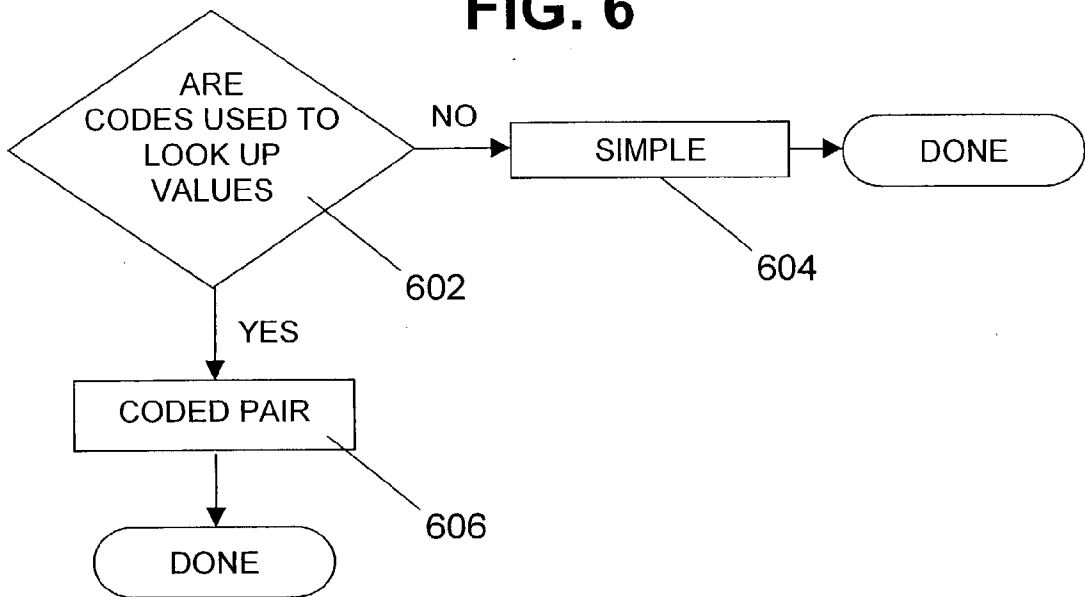 FIG. 6
ARE
CODES USED TO
LOOK UP
VALUES
NO
SIMPLE
DONE
604
602
YES
CODED PAIR
606
DONE